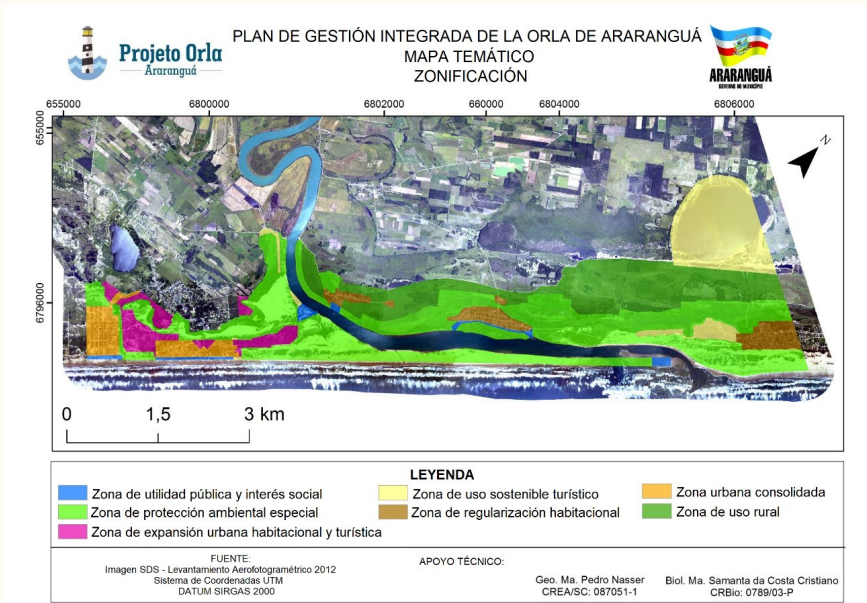 Projeto Orla
Araranguá
PLAN DE GESTIÓN INTEGRADA DE LA ORLA DE ARARANGUÁ
MAPA TEMÁTICO
ZONIFICACIÓN
ARARANGUÁ
GOVERNO DO MUNICÍPIO
655000
6800000
6802000
660000
6804000
6806000
655000
6796000
N
0 1,5 3 km
LEYENDA
Zona de utilidad pública y interés social
Zona de uso sostenible turístico
Zona urbana consolidada
Zona de protección ambiental especial
Zona de regularización habitacional
Zona de uso rural
Zona de expansión urbana habitacional y turística
FUENTE:
Imagen SDS - Levantamiento Aerofotogramétrico 2012
Sistema de Coordenadas UTM
DATUM SIRGAS 2000
APOYO TÉCNICO:
Geo. Ma. Pedro Nasser
CREA/SC: 087051-1
Biol. Ma. Samanta da Costa Cristiano
CRBio: 0789/03-P